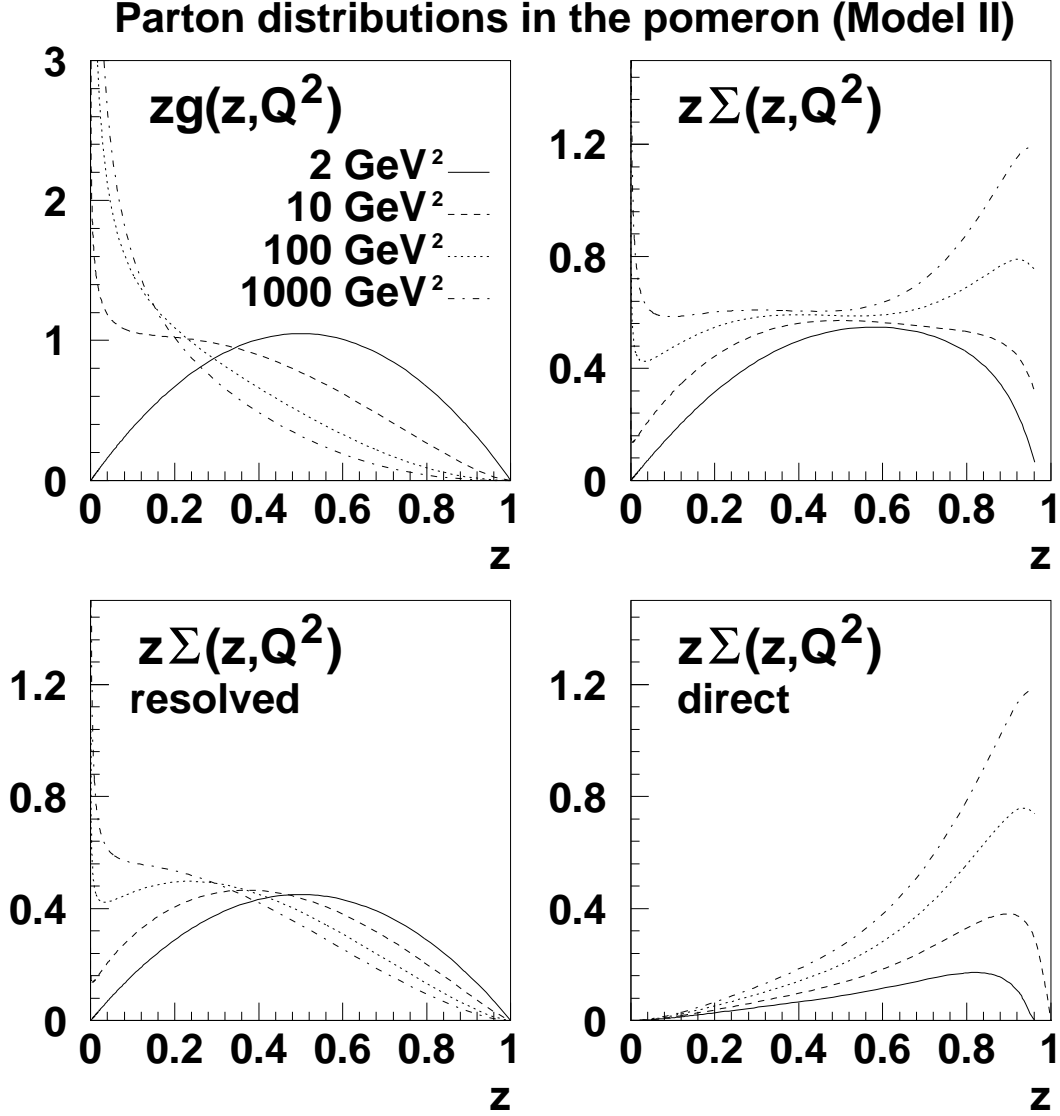 Parton distributions in the pomeron (Model II)
zg(z,Q²)
2 GeV²
10 GeV²
100 GeV²
1000 GeV²
3
2
1
0
0 0.2 0.4 0.6 0.8 1
z
zΣ(z,Q²)
1.2
0.8
0.4
0
0 0.2 0.4 0.6 0.8 1
z
zΣ(z,Q²)
resolved
1.2
0.8
0.4
0
0 0.2 0.4 0.6 0.8 1
z
zΣ(z,Q²)
direct
1.2
0.8
0.4
0
0 0.2 0.4 0.6 0.8 1
z